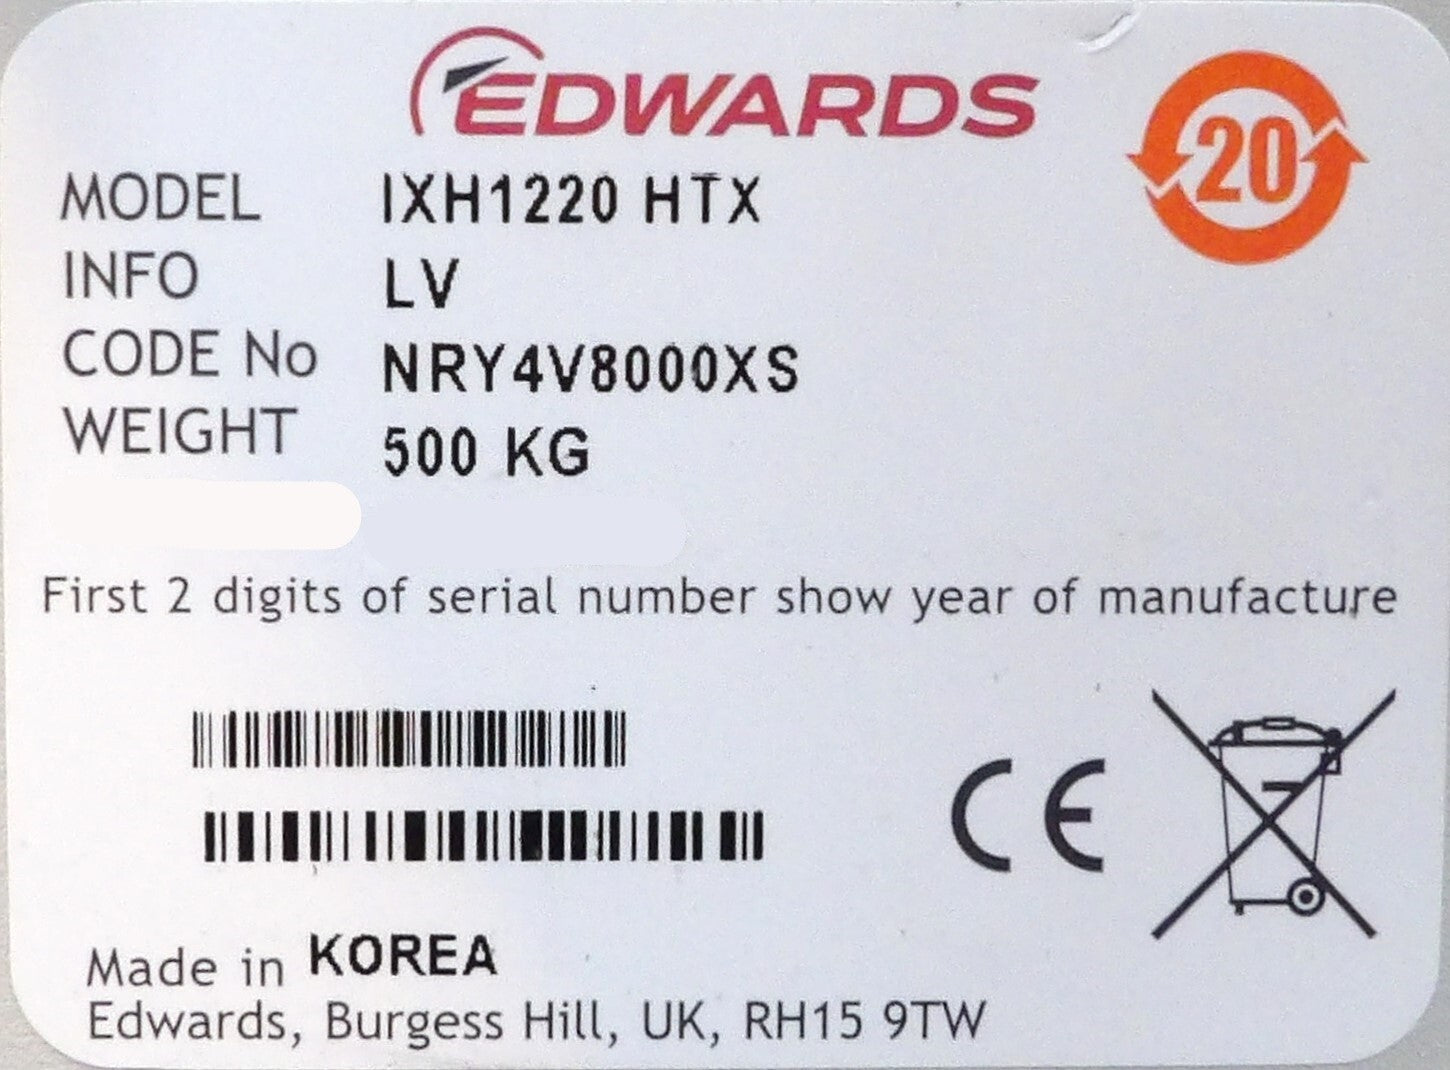 EDWARDS
20
MODEL IXH1220 HTX
INFO LV
CODE No NRY4V8000XS
WEIGHT 500 KG
First 2 digits of serial number show year of manufacture
CE
Made in KOREA
Edwards, Burgess Hill, UK, RH15 9TW